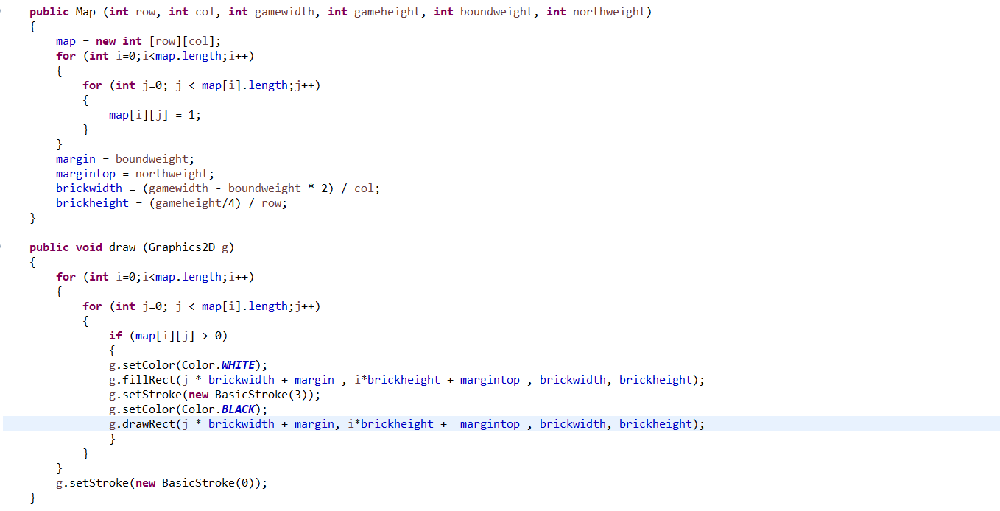 public Map (int row, int col, int gamewidth, int gameheight, int boundweight, int northweight)
{
map = new int [row][col];
for (int i=0;i<map.length;i++)
{
for (int j=0; j < map[i].length;j++)
{
map[i][j] = 1;
}
}
margin = boundweight;
margintop = northweight;
brickwidth = (gamewidth - boundweight * 2) / col;
brickheight = (gameheight/4) / row;
}
public void draw (Graphics2D g)
{
for (int i=0;i<map.length;i++)
{
for (int j=0; j < map[i].length;j++)
{
if (map[i][j] > 0)
{
g.setColor(Color.WHITE);
g.fillRect(j * brickwidth + margin , i*brickheight + margintop , brickwidth, brickheight);
g.setStroke(new BasicStroke(3));
g.setColor(Color.BLACK);
g.drawRect(j * brickwidth + margin, i*brickheight +  margintop , brickwidth, brickheight);
}
}
}
g.setStroke(new BasicStroke(0));
}